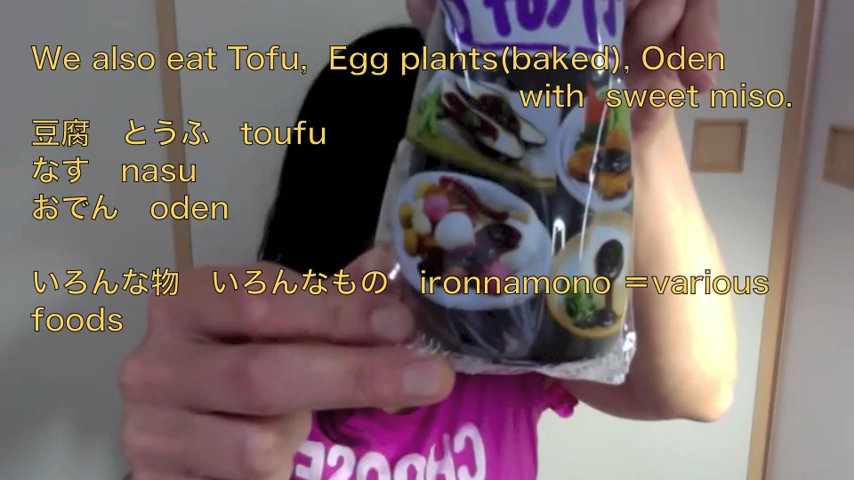 We also eat Tofu, Egg plants(baked), Oden
with sweet miso.
豆腐 とうふ toufu
なす nasu
おでん oden
いろんな物 いろんなもの ironnamono ＝various
foods
CHOOSE